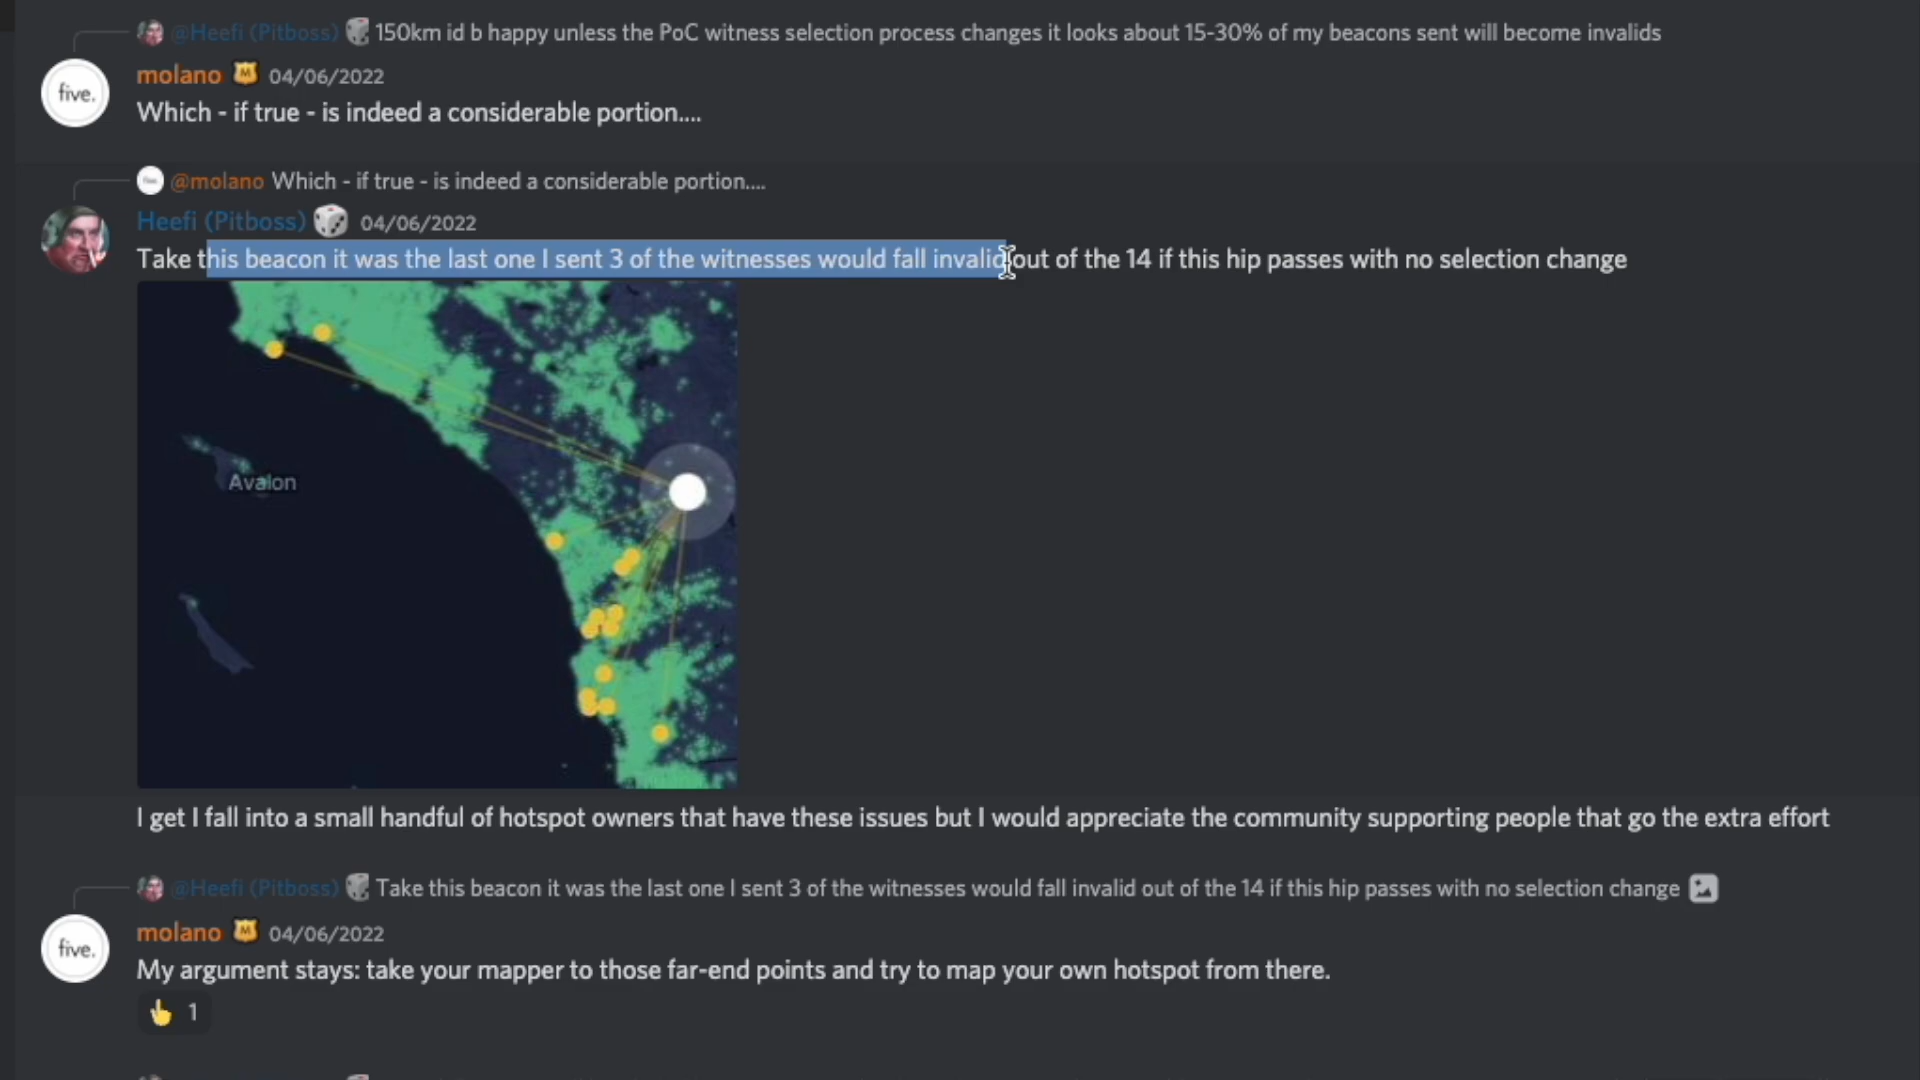 @Heefi (Pitboss) 150km id b happy unless the PoC witness selection process changes it looks about 15-30% of my beacons sent will become invalids
five.
molano M 04/06/2022
Which - if true - is indeed a considerable portion....
@molano Which - if true - is indeed a considerable portion....
Heefi (Pitboss) 04/06/2022
Take this beacon it was the last one I sent 3 of the witnesses would fall invalid out of the 14 if this hip passes with no selection change
Avalon
I get I fall into a small handful of hotspot owners that have these issues but I would appreciate the community supporting people that go the extra effort
@Heefi (Pitboss) Take this beacon it was the last one I sent 3 of the witnesses would fall invalid out of the 14 if this hip passes with no selection change
five.
molano M 04/06/2022
My argument stays: take your mapper to those far-end points and try to map your own hotspot from there.
1